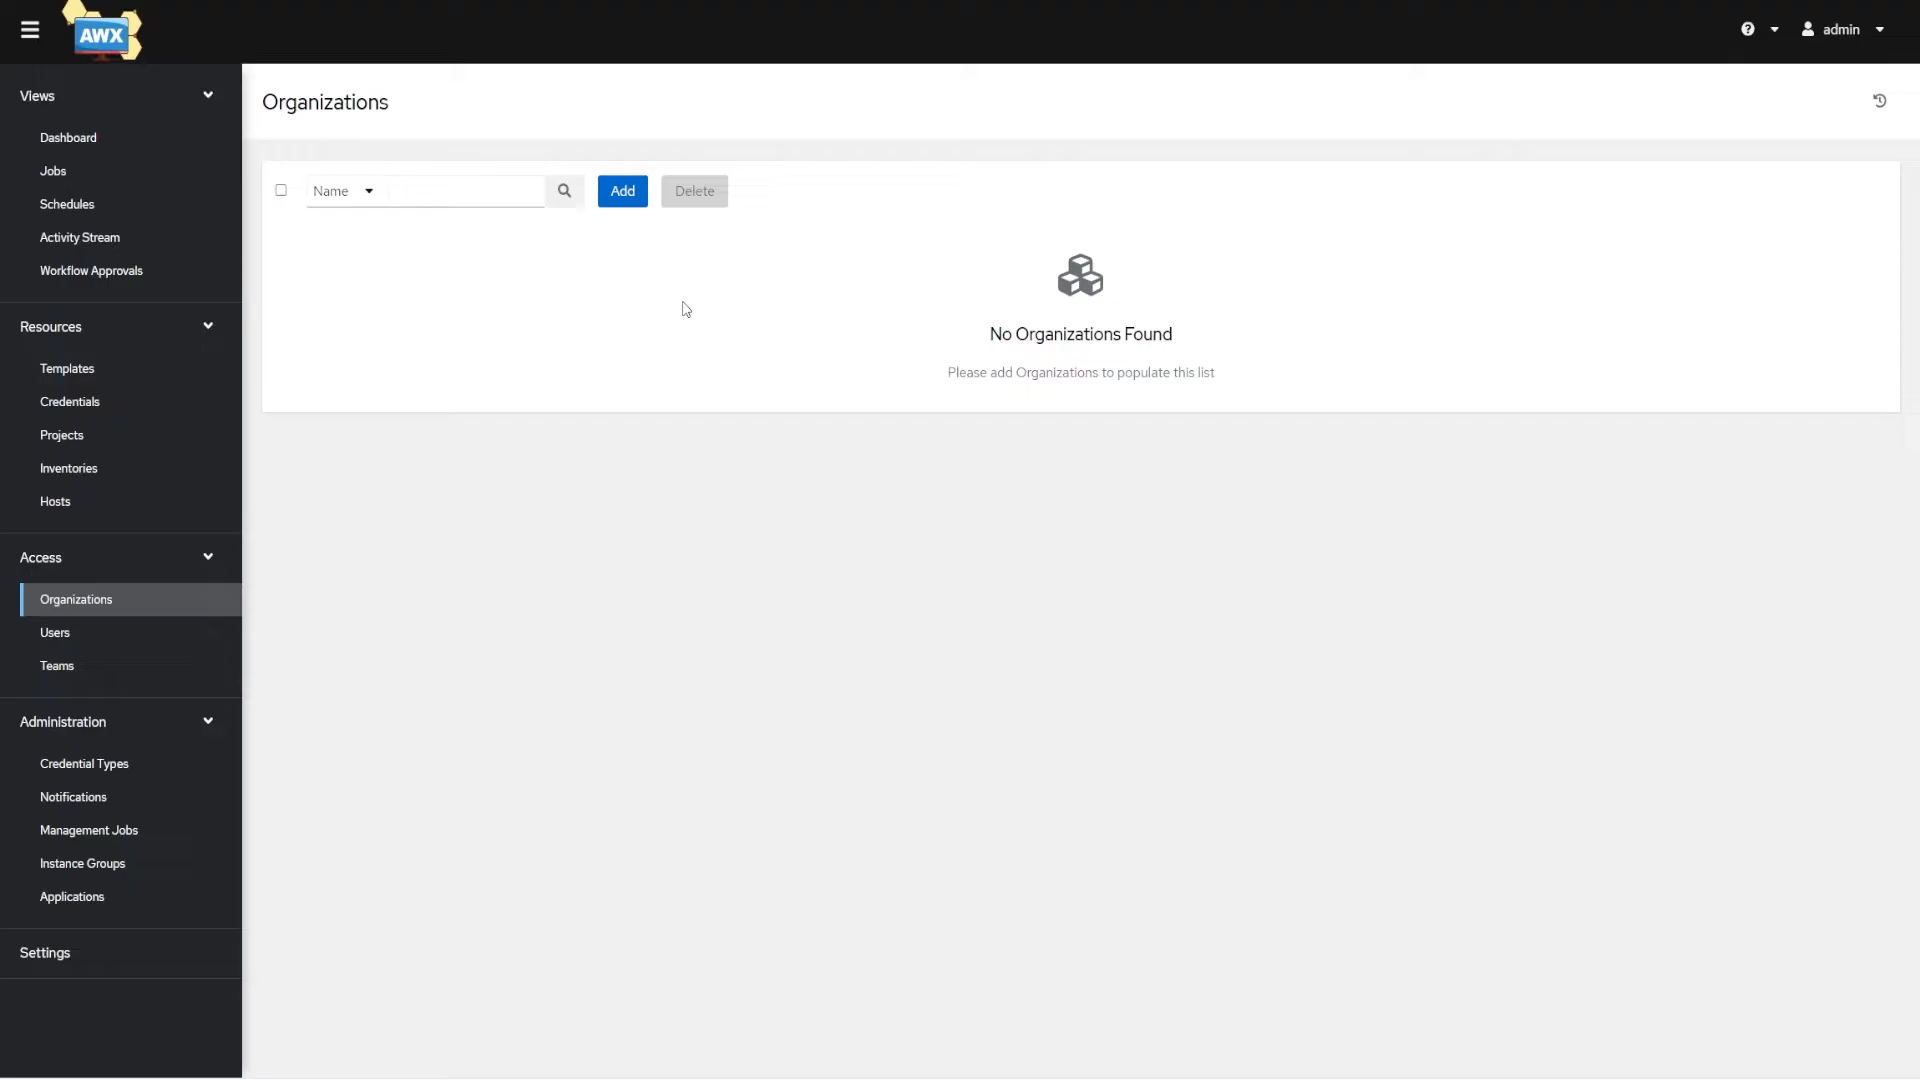 AWX
admin
Views
Dashboard
Jobs
Schedules
Activity Stream
Workflow Approvals
Resources
Templates
Credentials
Projects
Inventories
Hosts
Access
Organizations
Users
Teams
Administration
Credential Types
Notifications
Management Jobs
Instance Groups
Applications
Settings
Organizations
Name
Add
Delete
No Organizations Found
Please add Organizations to populate this list